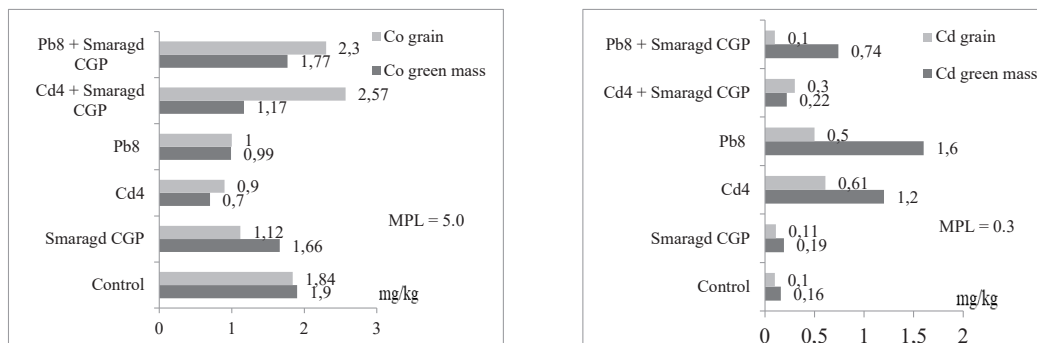 Pb8 + Smaragd
CGP
2,3
1,77
Co grain
Co green mass
Cd4 + Smaragd
CGP
2,57
1,17
Pb8
1
0,99
Cd4
0,9
0,7
MPL = 5.0
Smaragd CGP
1,12
1,66
Control
1,84
1,9
mg/kg
0 1 2 3
Pb8 + Smaragd CGP
0,1
0,74
Cd grain
Cd green mass
Cd4 + Smaragd CGP
0,3
0,22
Pb8
0,5
1,6
Cd4
0,61
1,2
MPL = 0.3
Smaragd CGP
0,11
0,19
Control
0,1
0,16
mg/kg
0 0,5 1 1,5 2